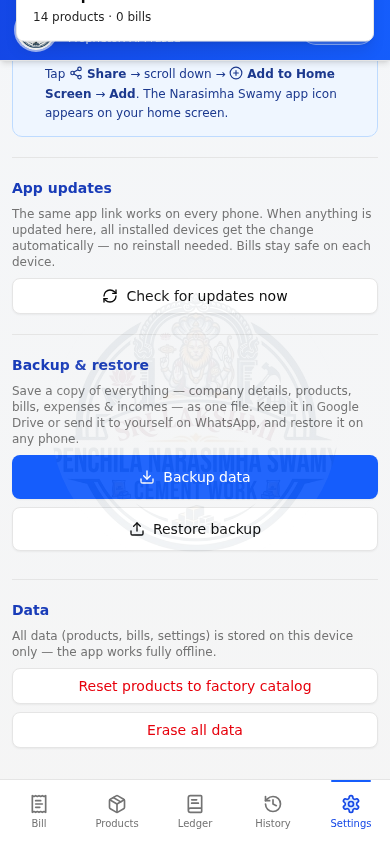 14 products · 0 bills
Tap Share → scroll down → Add to Home
Screen → Add. The Narasimha Swamy app icon
appears on your home screen.
App updates
The same app link works on every phone. When anything is
updated here, all installed devices get the change
automatically — no reinstall needed. Bills stay safe on each
device.
Check for updates now
Backup & restore
Save a copy of everything — company details, products,
bills, expenses & incomes — as one file. Keep it in Google
Drive or send it to yourself on WhatsApp, and restore it on
any phone.
PENCHILA NARASIMHA SWAMY
Backup data
CEMENT WORK
Restore backup
Data
All data (products, bills, settings) is stored on this device
only — the app works fully offline.
Reset products to factory catalog
Erase all data
Bill
Products
Ledger
History
Settings